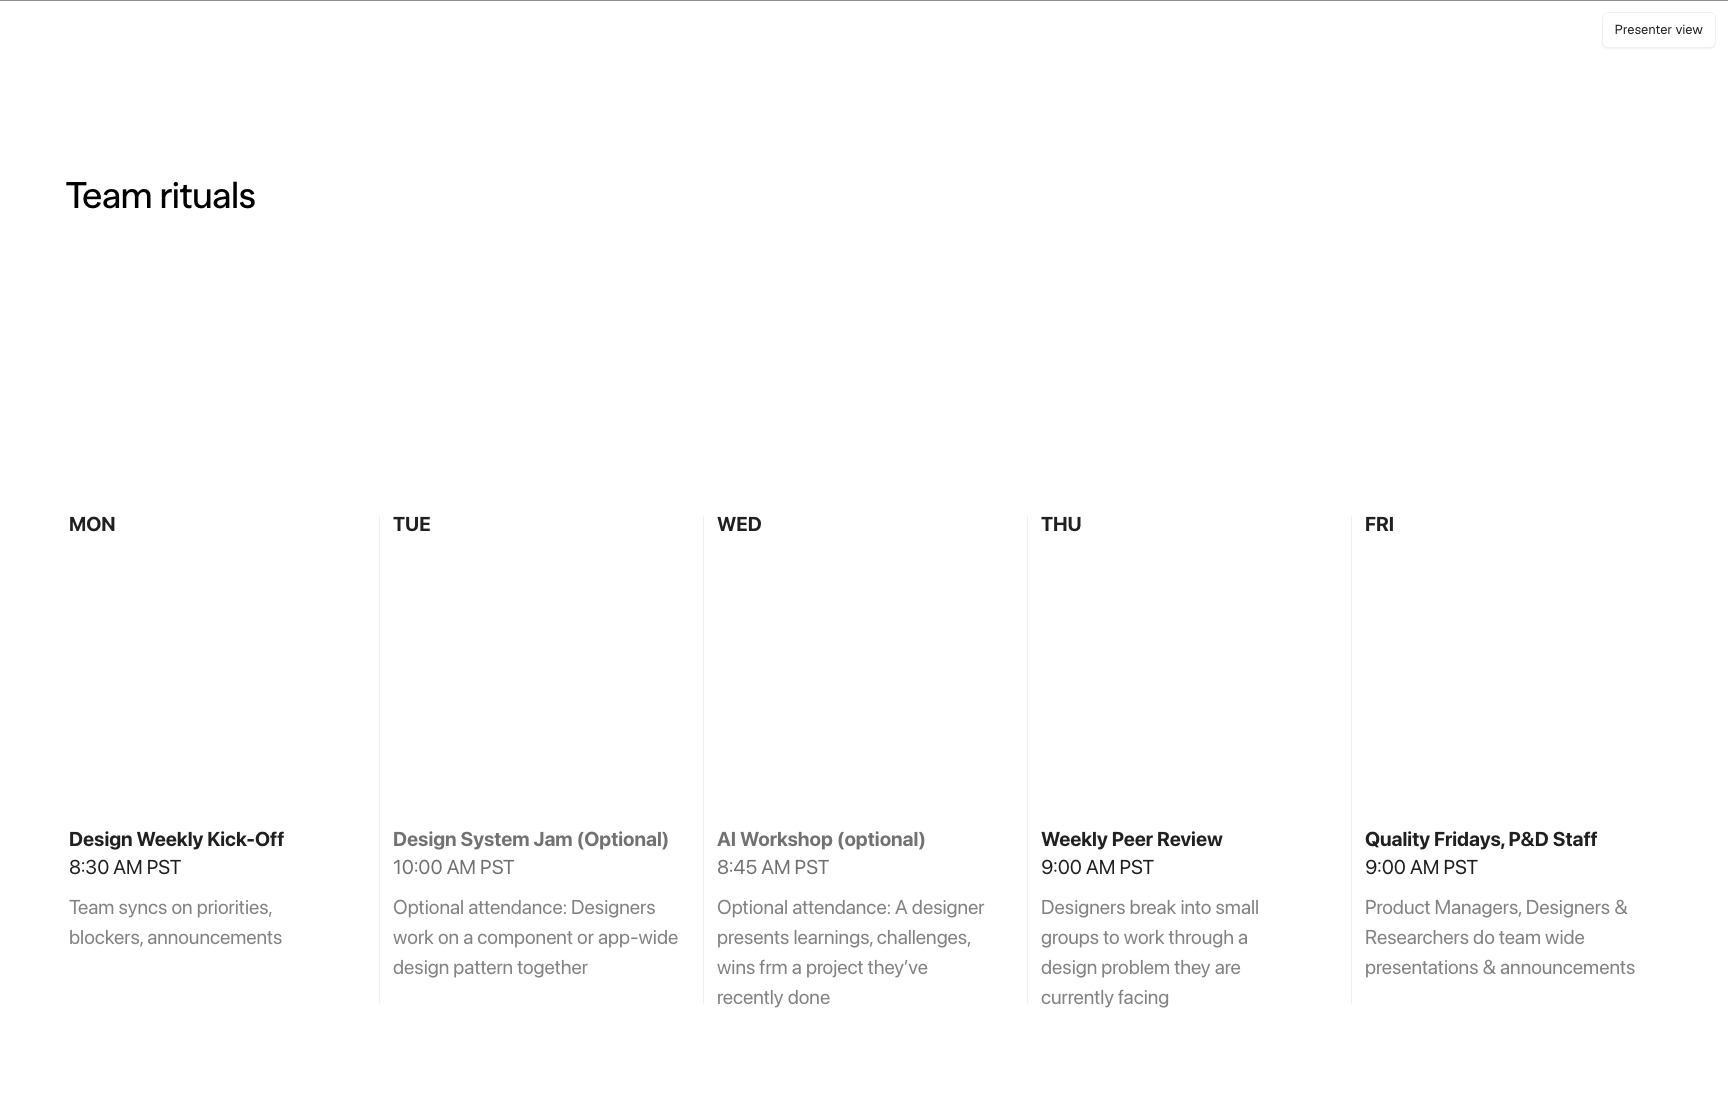 Presenter view
Team rituals
MON
Design Weekly Kick-Off
8:30 AM PST
Team syncs on priorities,
blockers, announcements
TUE
Design System Jam (Optional)
10:00 AM PST
Optional attendance: Designers
work on a component or app-wide
design pattern together
WED
AI Workshop (optional)
8:45 AM PST
Optional attendance: A designer
presents learnings, challenges,
wins frm a project they’ve
recently done
THU
Weekly Peer Review
9:00 AM PST
Designers break into small
groups to work through a
design problem they are
currently facing
FRI
Quality Fridays, P&D Staff
9:00 AM PST
Product Managers, Designers &
Researchers do team wide
presentations & announcements